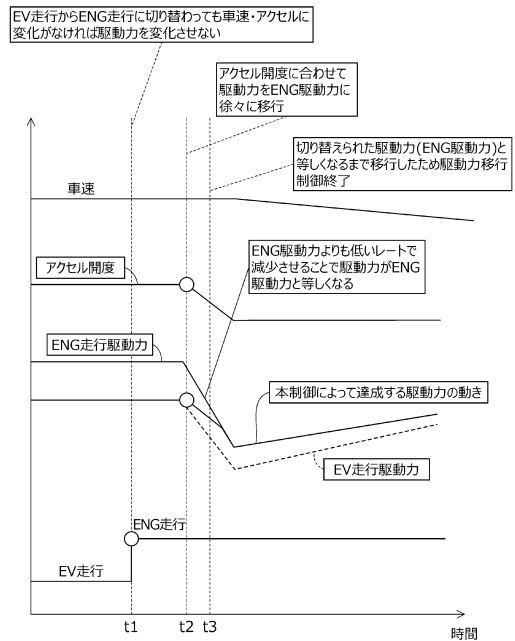 EV走行からENG走行に切り替わっても車速・アクセルに
変化がなければ駆動力を変化させない
アクセル開度に合わせて
駆動力をENG駆動力に
徐々に移行
切り替えられた駆動力(ENG駆動力)と
等しくなるまで移行したため駆動力移行
制御終了
車速
ENG駆動力よりも低いレートで
減少させることで駆動力がENG
駆動力と等しくなる
アクセル開度
ENG走行駆動力
本制御によって達成する駆動力の動き
EV走行駆動力
ENG走行
EV走行
t1
t2
t3
時間